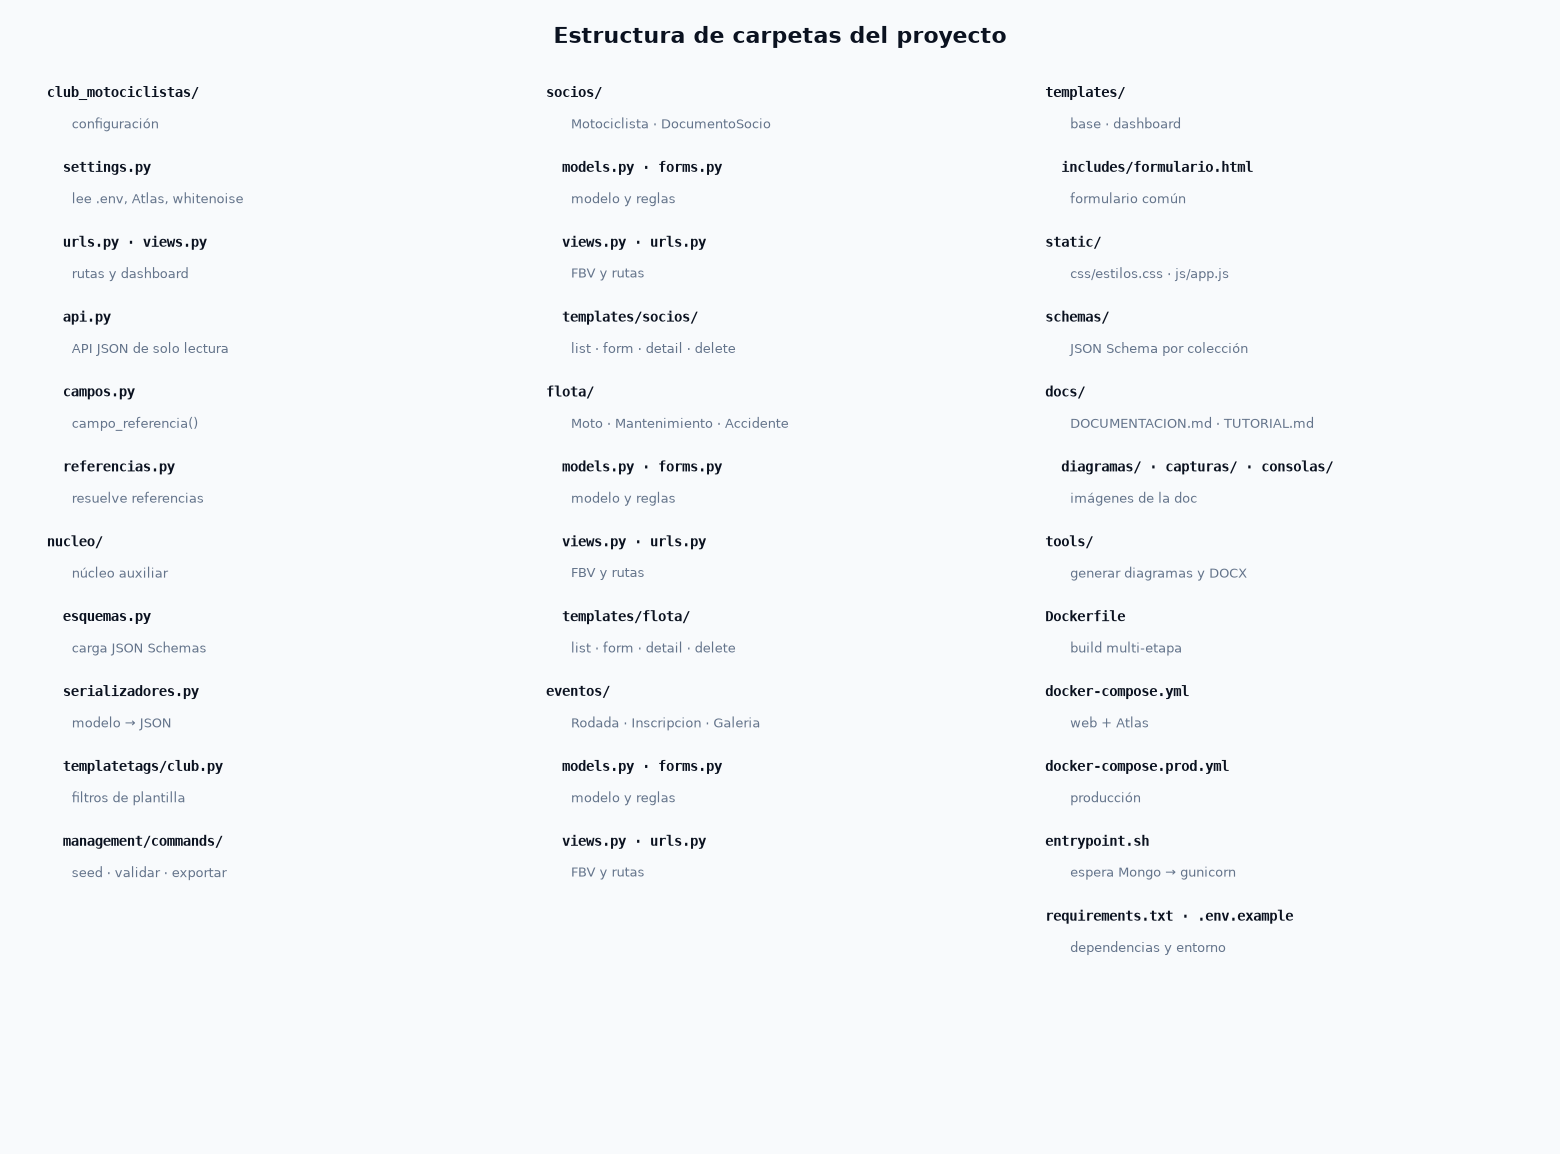 Estructura de carpetas del proyecto
club_motociclistas/
configuración
settings.py
lee .env, Atlas, whitenoise
urls.py · views.py
rutas y dashboard
api.py
API JSON de solo lectura
campos.py
campo_referencia()
referencias.py
resuelve referencias
nucleo/
núcleo auxiliar
esquemas.py
carga JSON Schemas
serializadores.py
modelo → JSON
templatetags/club.py
filtros de plantilla
management/commands/
seed · validar · exportar
socios/
Motociclista · DocumentoSocio
models.py · forms.py
modelo y reglas
views.py · urls.py
FBV y rutas
templates/socios/
list · form · detail · delete
flota/
Moto · Mantenimiento · Accidente
models.py · forms.py
modelo y reglas
views.py · urls.py
FBV y rutas
templates/flota/
list · form · detail · delete
eventos/
Rodada · Inscripcion · Galeria
models.py · forms.py
modelo y reglas
views.py · urls.py
FBV y rutas
templates/
base · dashboard
includes/formulario.html
formulario común
static/
css/estilos.css · js/app.js
schemas/
JSON Schema por colección
docs/
DOCUMENTACION.md · TUTORIAL.md
diagramas/ · capturas/ · consolas/
imágenes de la doc
tools/
generar diagramas y DOCX
Dockerfile
build multi-etapa
docker-compose.yml
web + Atlas
docker-compose.prod.yml
producción
entrypoint.sh
espera Mongo → gunicorn
requirements.txt · .env.example
dependencias y entorno